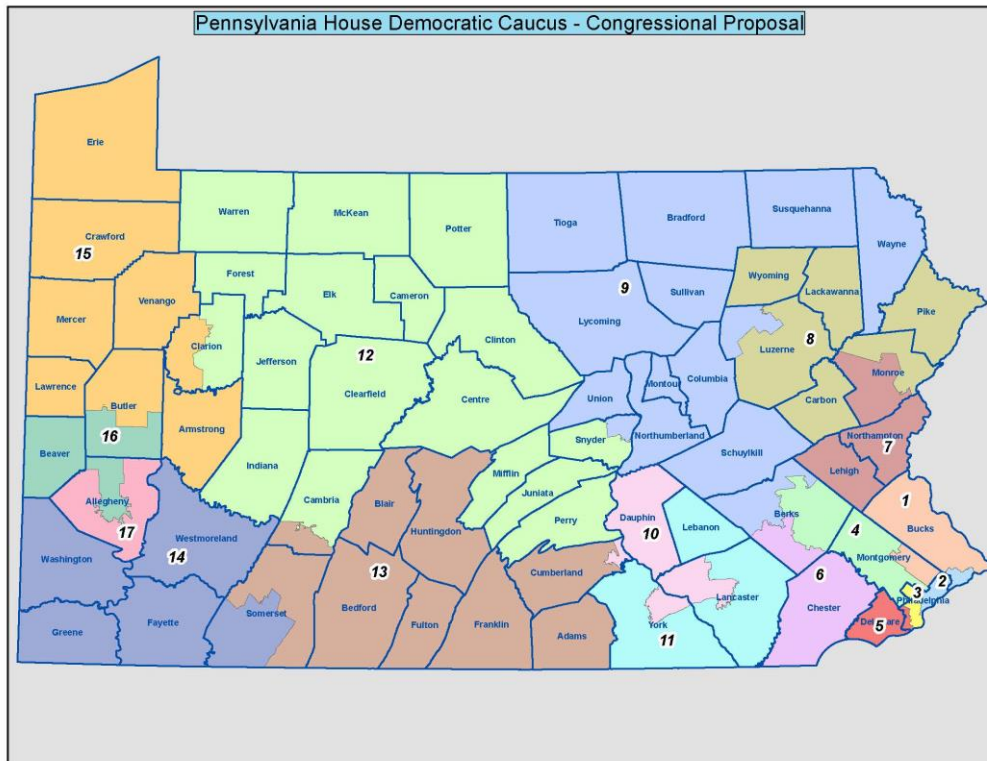 Pennsylvania House Democratic Caucus - Congressional Proposal
Erie
Warren
McKean
Potter
Tioga
Bradford
Susquehanna
Wayne
Crawford
15
Forest
Elk
Cameron
Venango
Mercer
Clarion
Jefferson
12
Clearfield
Clinton
Centre
9
Sullivan
Lycoming
Wyoming
Lackawanna
Pike
8
Luzerne
Monroe
Columbia
Montour
Union
Northumberland
Carbon
Lawrence
Butler
16
Armstrong
Beaver
Indiana
Snyder
Mifflin
Juniata
Schuylkill
Northampton
7
Lehigh
Allegheny
17
Cambria
Blair
Huntingdon
Perry
Dauphin
10
Lebanon
Berks
1
Bucks
4
Montgomery
Westmoreland
14
Washington
13
Cumberland
Lancaster
6
Chester
2
3
Philadelphia
Delaware
5
Greene
Fayette
Somerset
Bedford
Fulton
Franklin
Adams
York
11